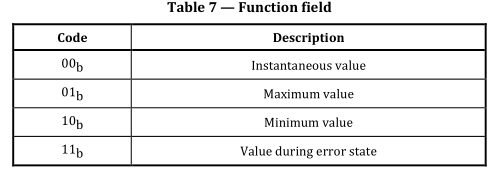 Table 7 — Function field
Code Description
00b Instantaneous value
01b Maximum value
10b Minimum value
11b Value during error state